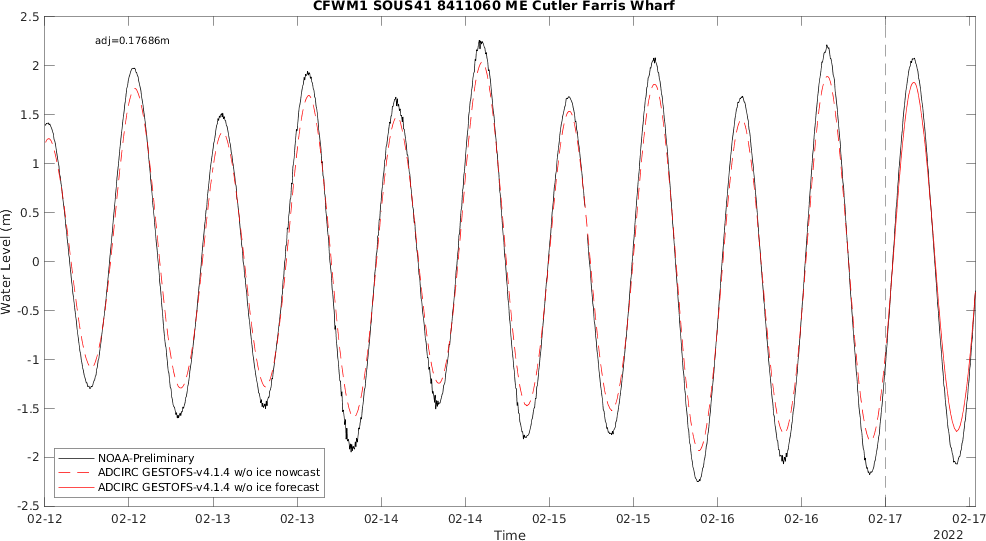 CFWM1 SOUS41 8411060 ME Cutler Farris Wharf
adj=0.17686m
2.5
2
1.5
1
0.5
0
-0.5
-1
-1.5
-2
-2.5
Water Level (m)
NOAA-Preliminary
ADCIRC GESTOFS-v4.1.4 w/o ice nowcast
ADCIRC GESTOFS-v4.1.4 w/o ice forecast
02-12 02-12 02-13 02-13 02-14 02-14 02-15 02-15 02-16 02-16 02-17 02-17
Time
2022